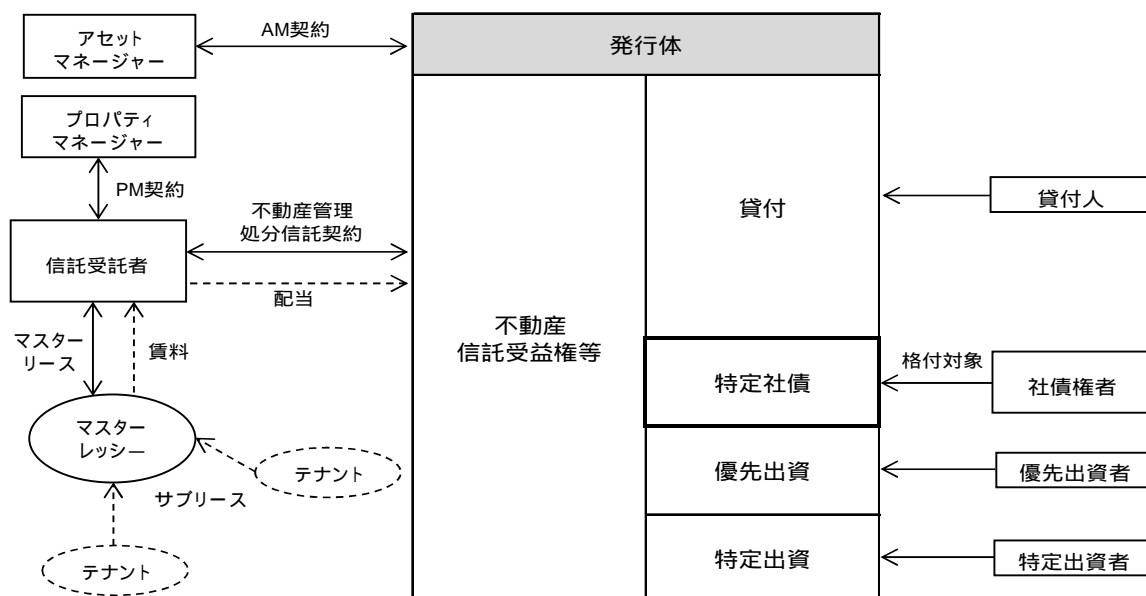 アセット
マネージャー
AM契約
発行体
プロパティ
マネージャー
PM契約
不動産管理
処分信託契約
信託受託者
配当
マスター
リース
賃料
マスター
レッシー
テナント
サブリース
テナント
不動産
信託受益権等
貸付
貸付人
特定社債
格付対象
社債権者
優先出資
優先出資者
特定出資
特定出資者